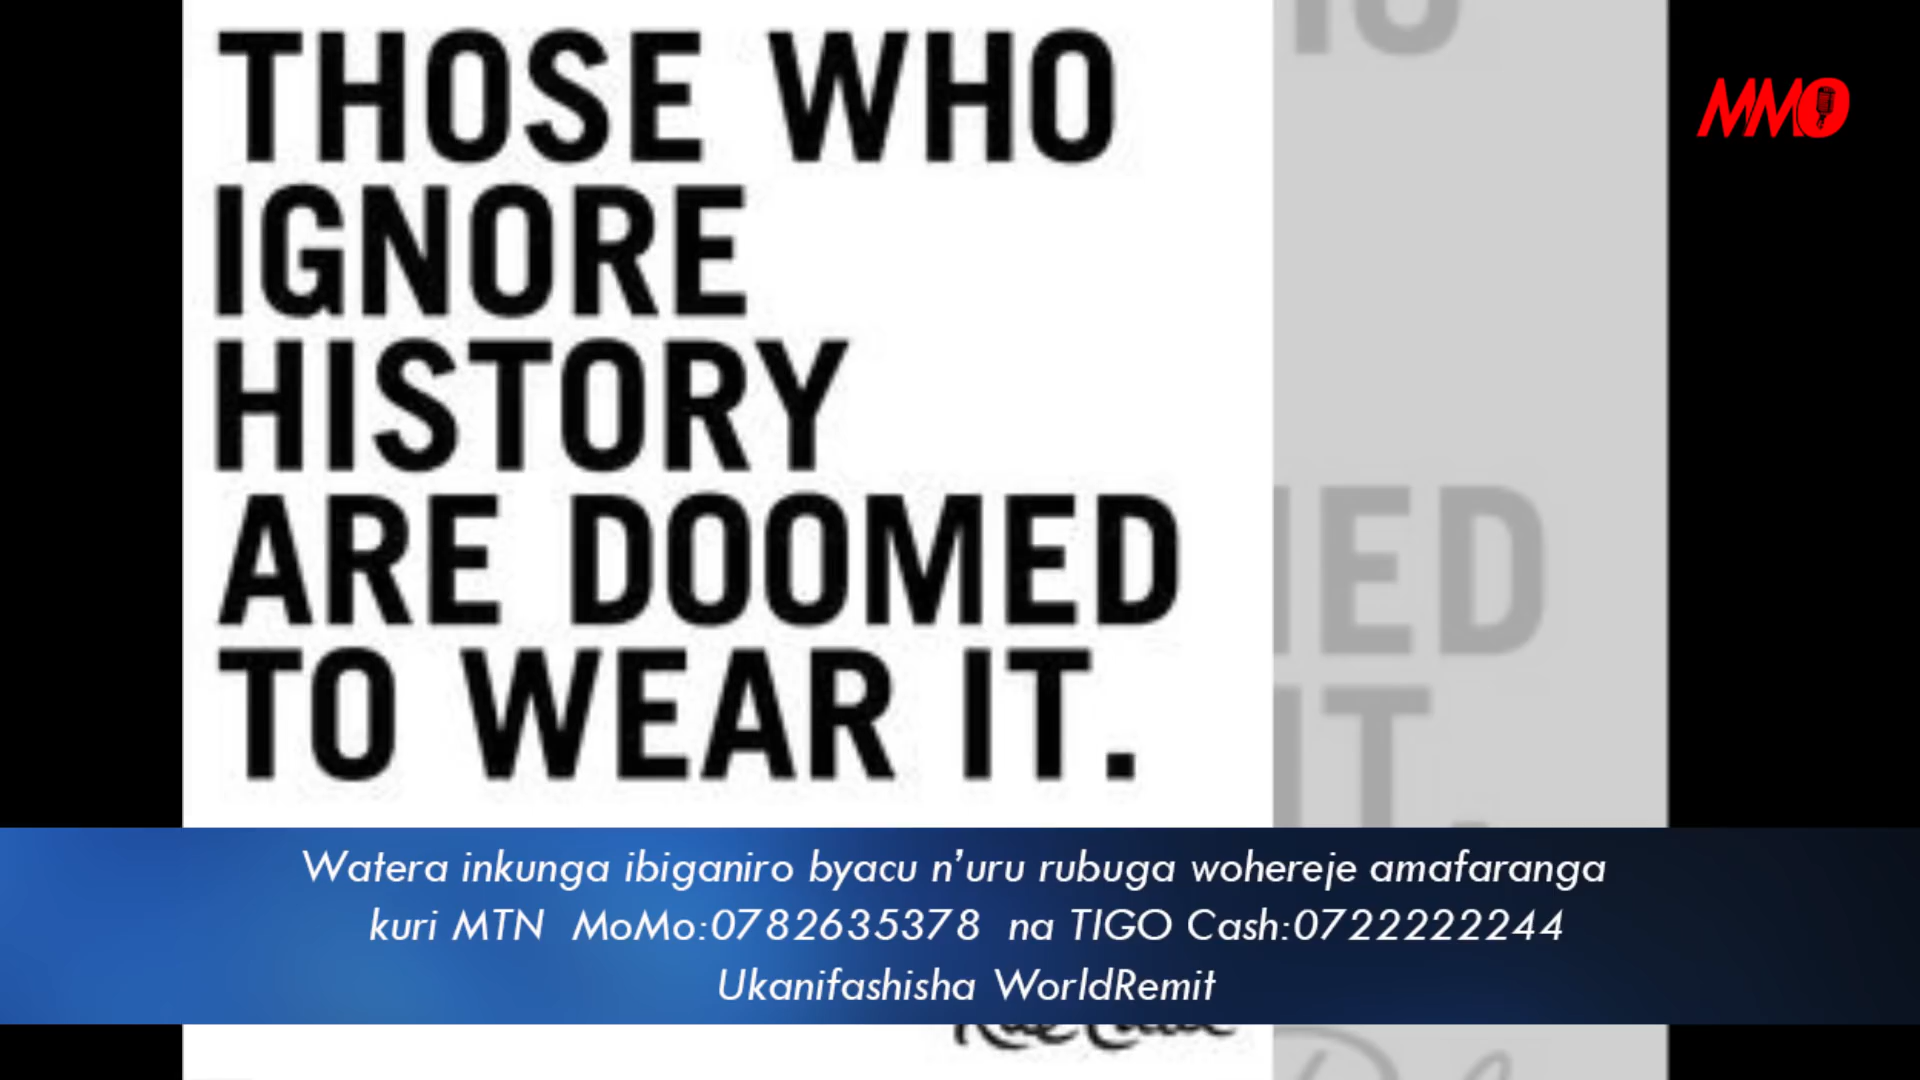 THOSE WHO
IGNORE
HISTORY
ARE DOOMED
TO WEAR IT.
MMO
Watera inkunga ibiganiro byacu n'uru rubuga wohereje amafaranga
kuri MTN MoMo:0782635378 na TIGO Cash:0722222244
Ukanifashisha WorldRemit